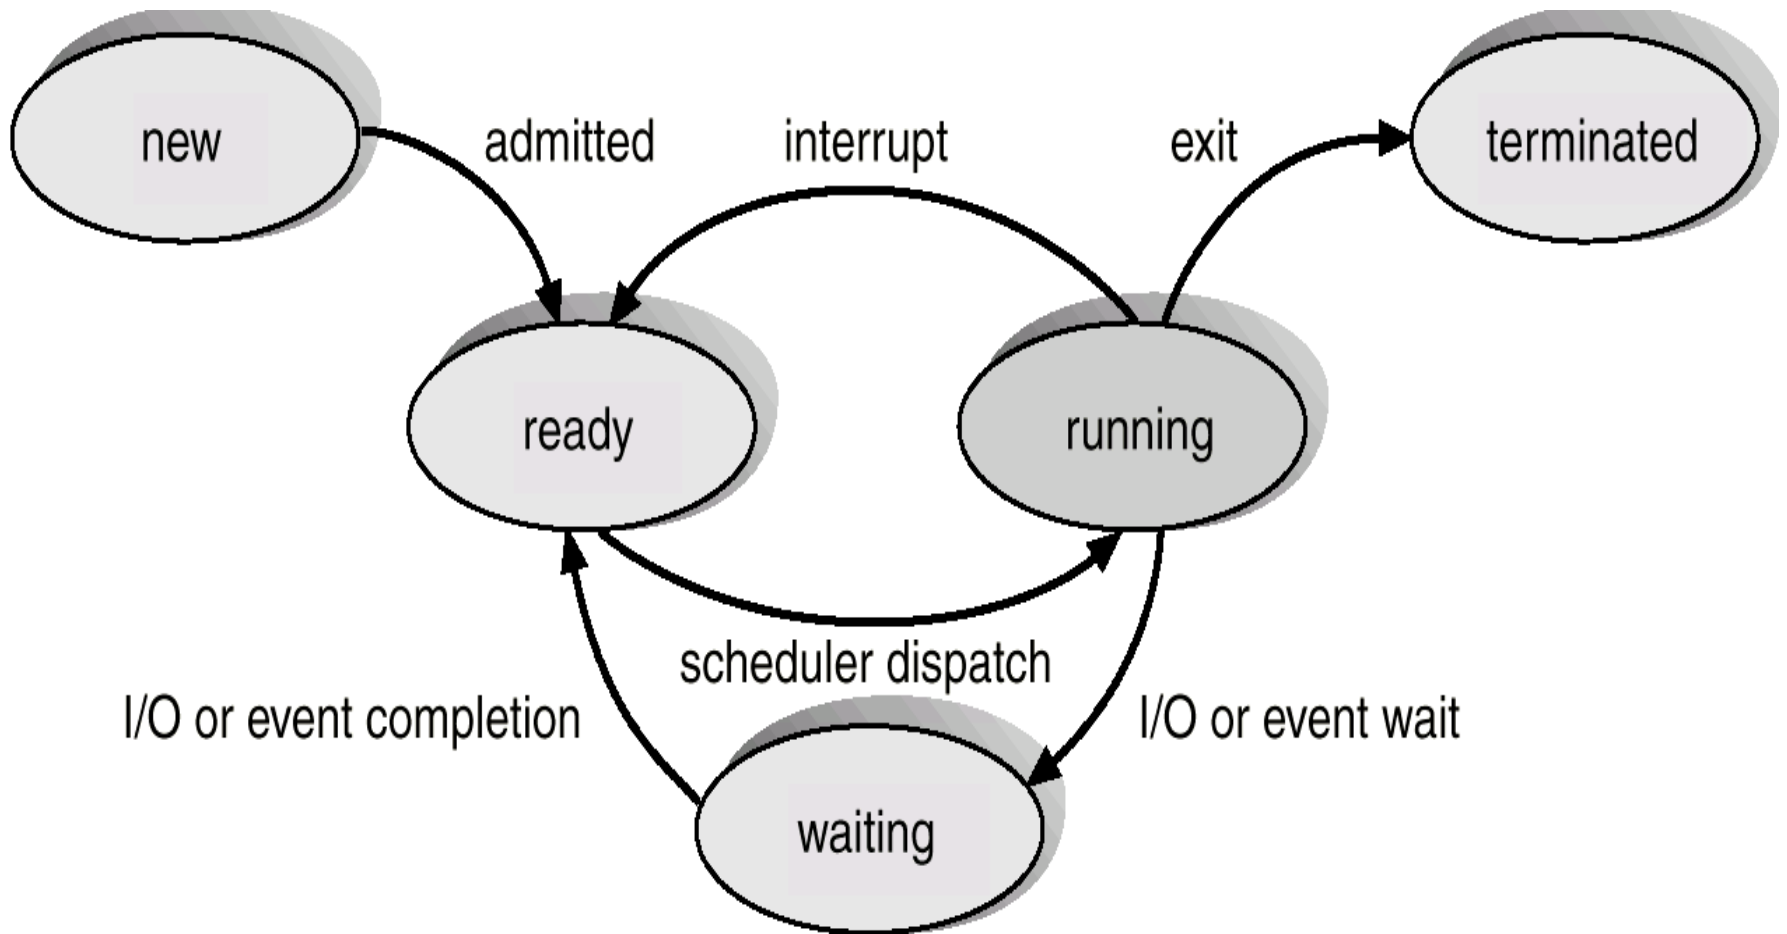 new
admitted
interrupt
exit
terminated
ready
running
scheduler dispatch
I/O or event completion
I/O or event wait
waiting